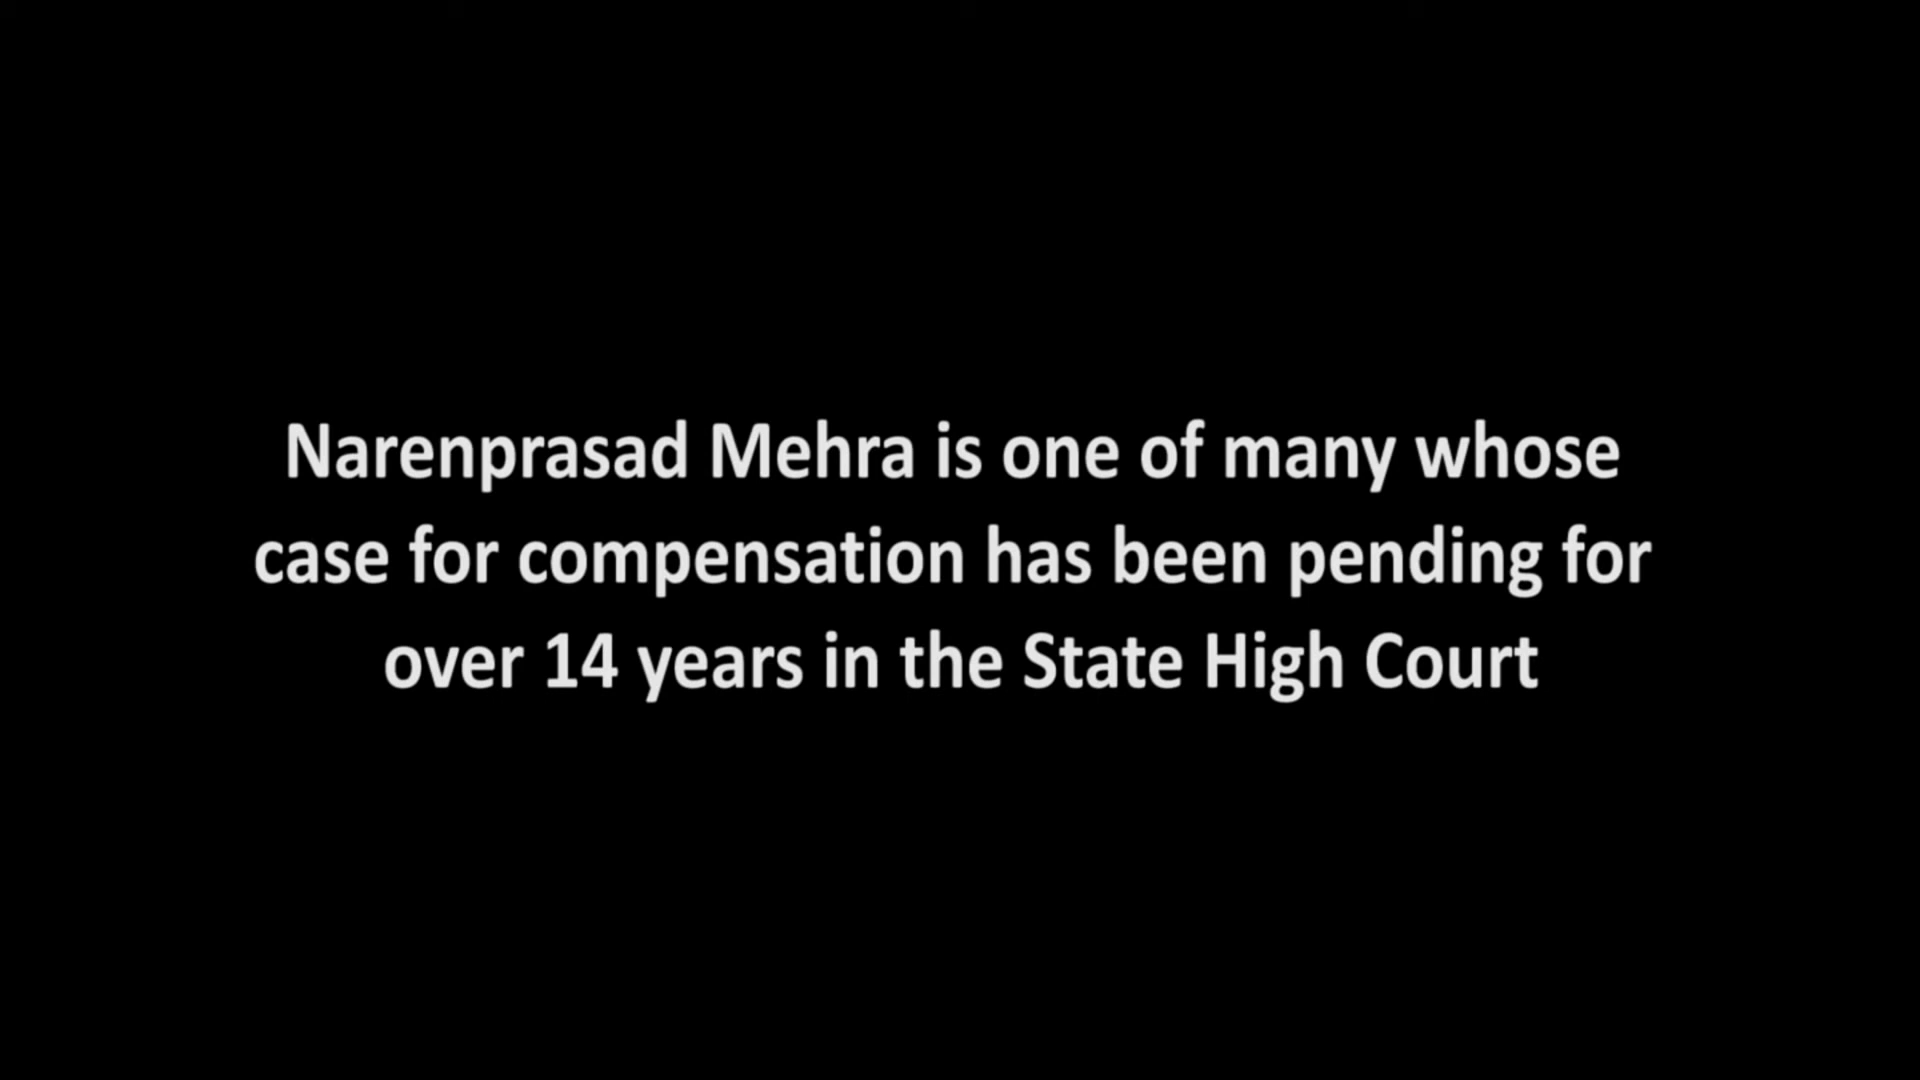 Narenprasad Mehra is one of many whose
case for compensation has been pending for
over 14 years in the State High Court